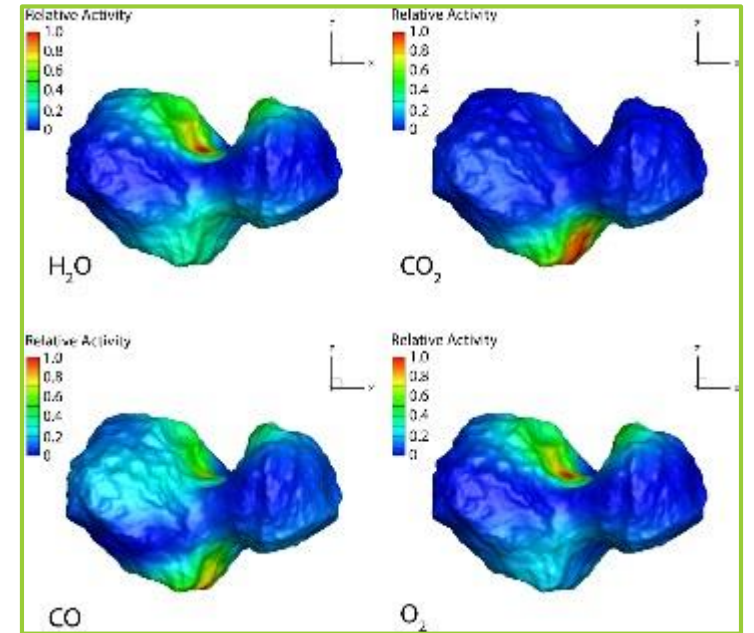 Relative Activity
1.0
0.8
0.6
0.4
0.2
0
z
x
H₂O
Relative Activity
1.0
0.8
0.6
0.4
0.2
0
z
x
CO₂
Relative Activity
1.0
0.8
0.6
0.4
0.2
0
z
x
CO
Relative Activity
1.0
0.8
0.6
0.4
0.2
0
z
x
O₂